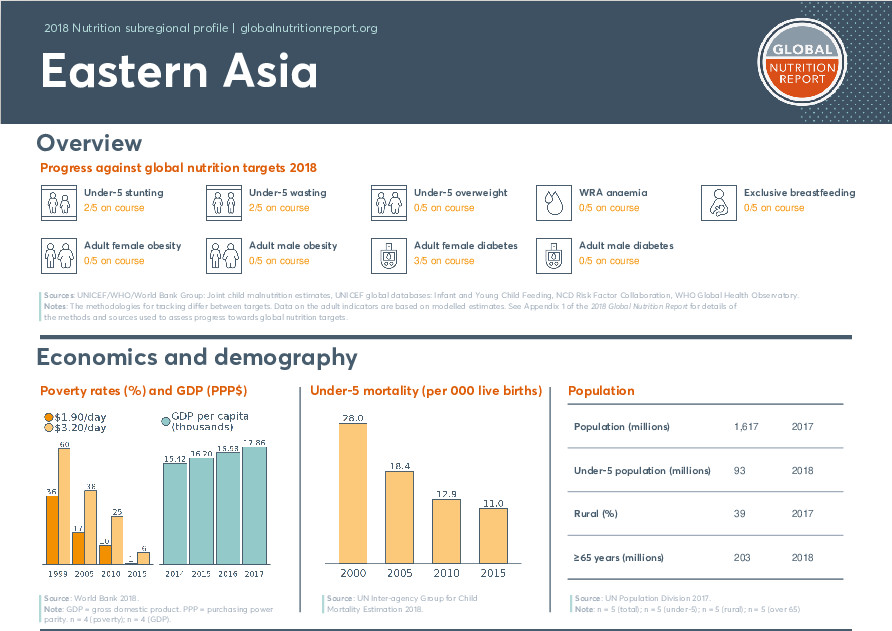 2018 Nutrition subregional profile | globalnutritionreport.org
Eastern Asia
GLOBAL
NUTRITION
REPORT
Overview
Progress against global nutrition targets 2018
Under-5 stunting
2/5 on course
Under-5 wasting
2/5 on course
Under-5 overweight
0/5 on course
WRA anaemia
0/5 on course
Exclusive breastfeeding
0/5 on course
Adult female obesity
0/5 on course
Adult male obesity
0/5 on course
Adult female diabetes
3/5 on course
Adult male diabetes
0/5 on course
Sources: UNICEF/WHO/World Bank Group: Joint child malnutrition estimates, UNICEF global databases: Infant and Young Child Feeding, NCD Risk Factor Collaboration, WHO Global Health Observatory.
Notes: The methodologies for tracking differ between targets. Data on the adult indicators are based on modelled estimates. See Appendix 1 of the 2018 Global Nutrition Report for details of
the methods and sources used to assess progress towards global nutrition targets.
Economics and demography
Poverty rates (%) and GDP (PPP$)
$1.90/day
$3.20/day
GDP per capita
(thousands)
36 60 17 38 10 25 6
1999 2005 2010 2015
15.42 16.20 16.98 17.86
2014 2015 2016 2017
Source: World Bank 2018.
Note: GDP = gross domestic product. PPP = purchasing power
parity. n = 4 (poverty); n = 4 (GDP).
Under-5 mortality (per 000 live births)
28.0
18.4
12.9
11.0
2000 2005 2010 2015
Source: UN Inter-agency Group for Child
Mortality Estimation 2018.
Population
Population (millions) 1,617 2017
Under-5 population (millions) 93 2018
Rural (%) 39 2017
≥65 years (millions) 203 2018
Source: UN Population Division 2017.
Note: n = 5 (total); n = 5 (under-5); n = 5 (rural); n = 5 (over 65)